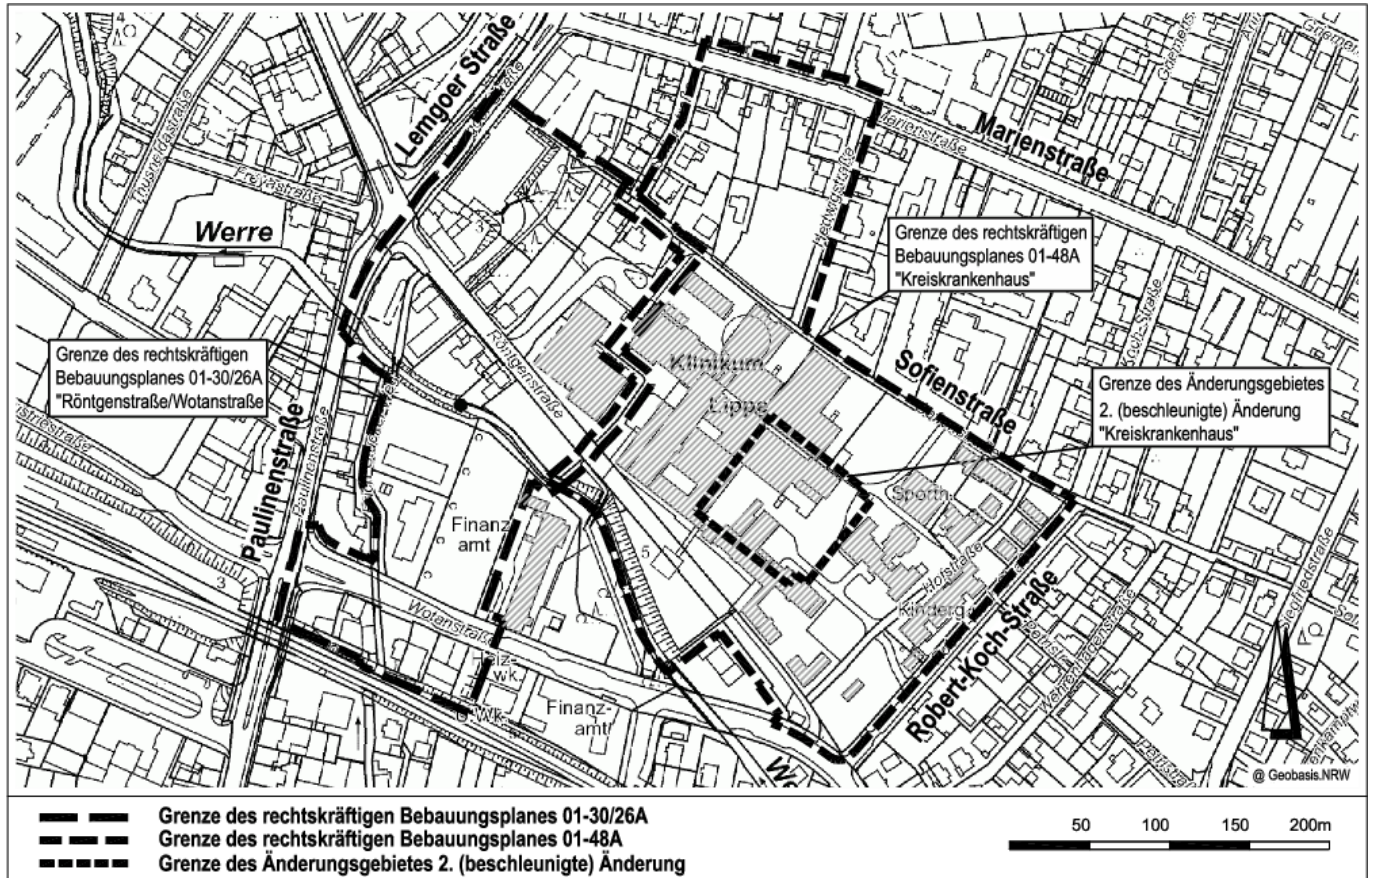 Lemgoer Straße
Marienstraße
Marienstraße
Thusneldastraße
Freyastraße
Werre
Hedwigstraße
Grenze des rechtskräftigen
Bebauungsplanes 01-48A
"Kreiskrankenhaus"
Grenze des rechtskräftigen
Bebauungsplanes 01-30/26A
"Röntgenstraße/Wotanstraße
Röntgenstraße
Klinikum
Lippe
Sofienstraße
Grenze des Änderungsgebietes
2. (beschleunigte) Änderung
"Kreiskrankenhaus"
Paulinenstraße
Paulinenstraße
Finanz
amt
Sporth.
Hofstraße
Kinderg.
Robert-Koch-Straße
Wotanstraße
Heiz-
wk.
Finanz-
amt
U-Wk.
@ Geobasis.NRW
Grenze des rechtskräftigen Bebauungsplanes 01-30/26A
Grenze des rechtskräftigen Bebauungsplanes 01-48A
Grenze des Änderungsgebietes 2. (beschleunigte) Änderung
50 100 150 200m